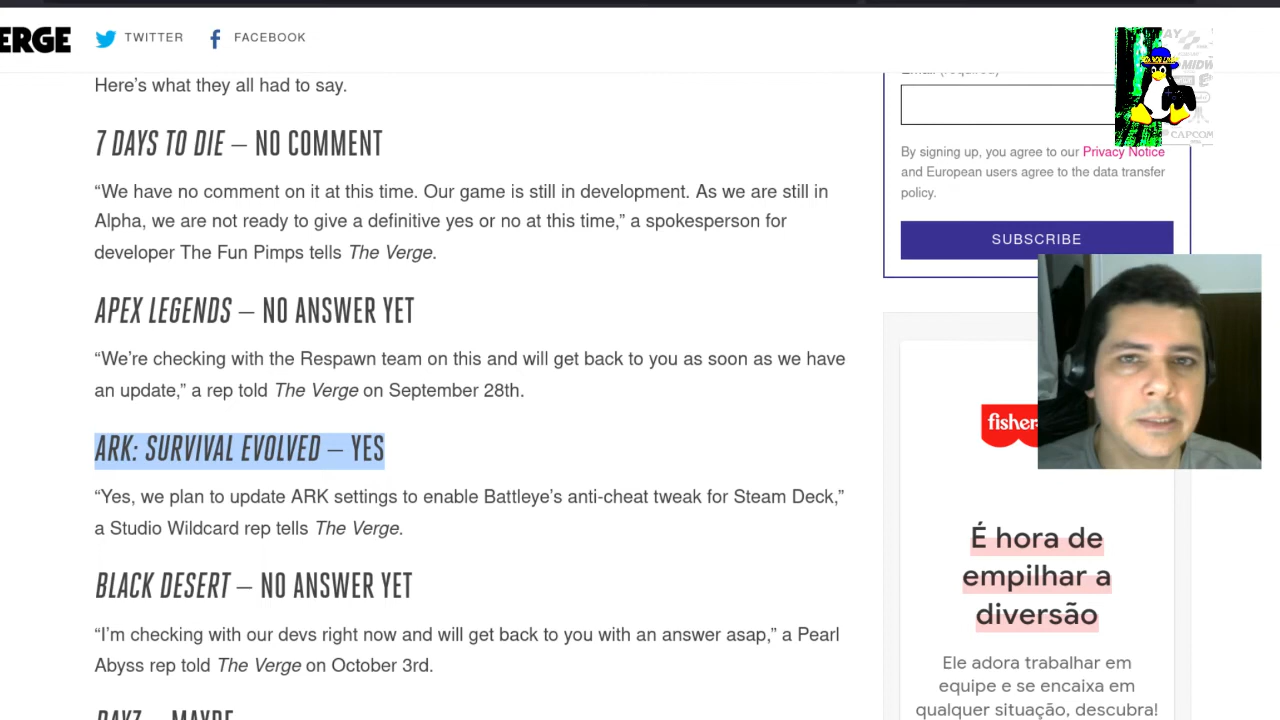 ERGE
TWITTER
FACEBOOK
Here’s what they all had to say.
7 DAYS TO DIE – NO COMMENT
“We have no comment on it at this time. Our game is still in development. As we are still in
Alpha, we are not ready to give a definitive yes or no at this time,” a spokesperson for
developer The Fun Pimps tells The Verge.
APEX LEGENDS – NO ANSWER YET
“We’re checking with the Respawn team on this and will get back to you as soon as we have
an update,” a rep told The Verge on September 28th.
ARK: SURVIVAL EVOLVED – YES
“Yes, we plan to update ARK settings to enable Battleye’s anti-cheat tweak for Steam Deck,”
a Studio Wildcard rep tells The Verge.
BLACK DESERT – NO ANSWER YET
“I’m checking with our devs right now and will get back to you with an answer asap,” a Pearl
Abyss rep told The Verge on October 3rd.
DAYZ – MAYBE
Email (required)
By signing up, you agree to our Privacy Notice
and European users agree to the data transfer
policy.
SUBSCRIBE
MIDW
CAPCOM
fisher
É hora de
empilhar a
diversão
Ele adora trabalhar em
equipe e se encaixa em
qualquer situação, descubra!